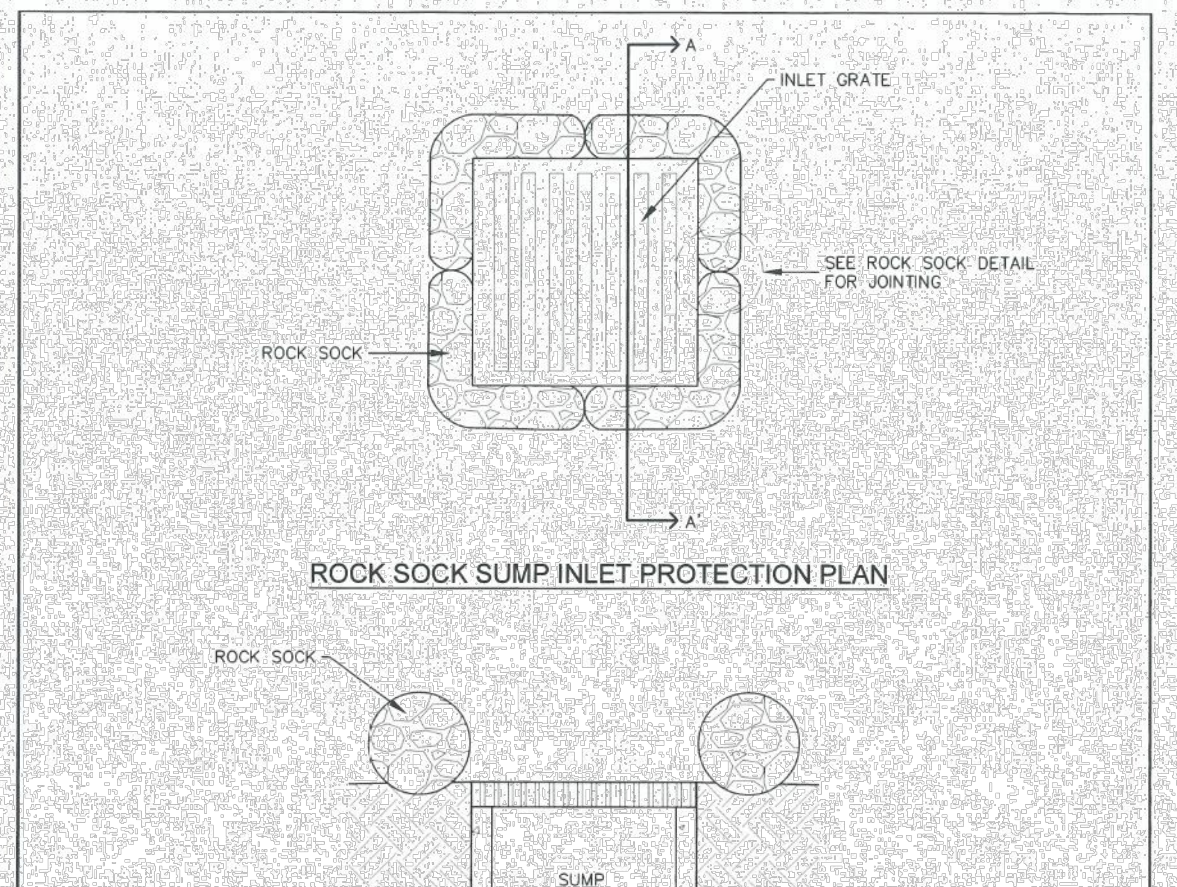 A
INLET GRATE
SEE ROCK SOCK DETAIL
FOR JOINTING
ROCK SOCK
A'
ROCK SOCK SUMP INLET PROTECTION PLAN
ROCK SOCK
SUMP